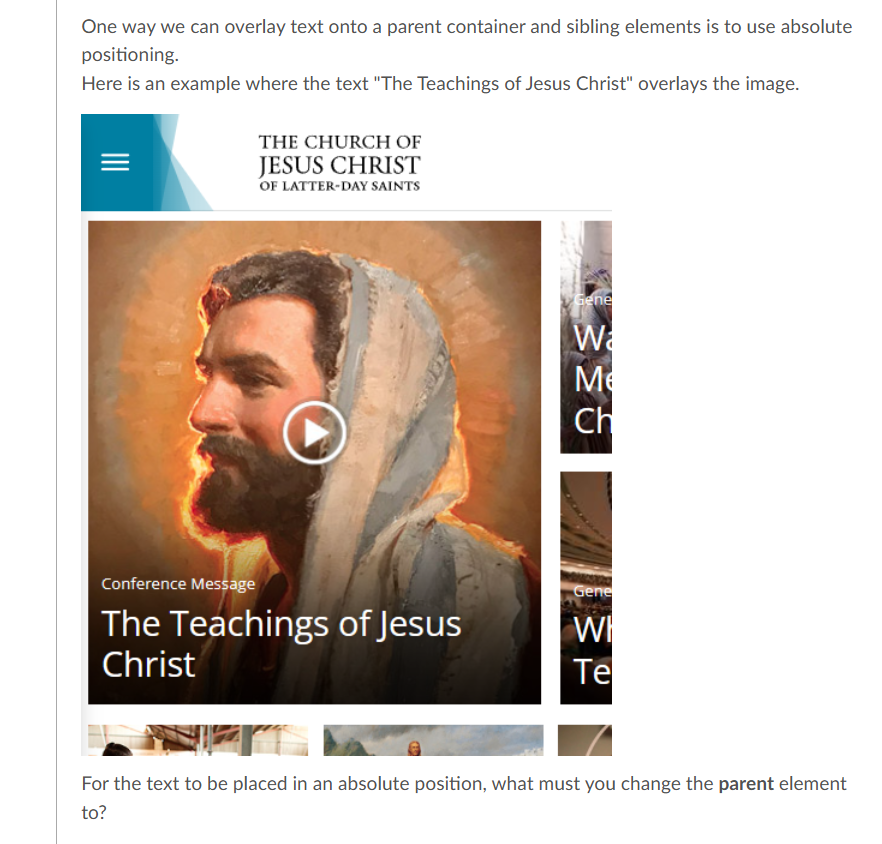 One way we can overlay text onto a parent container and sibling elements is to use absolute
positioning.
Here is an example where the text "The Teachings of Jesus Christ" overlays the image.
THE CHURCH OF
JESUS CHRIST
OF LATTER-DAY SAINTS
Conference Message
The Teachings of Jesus
Christ
Gene
Wa
Me
Ch
Gene
Wh
Te
For the text to be placed in an absolute position, what must you change the parent element
to?